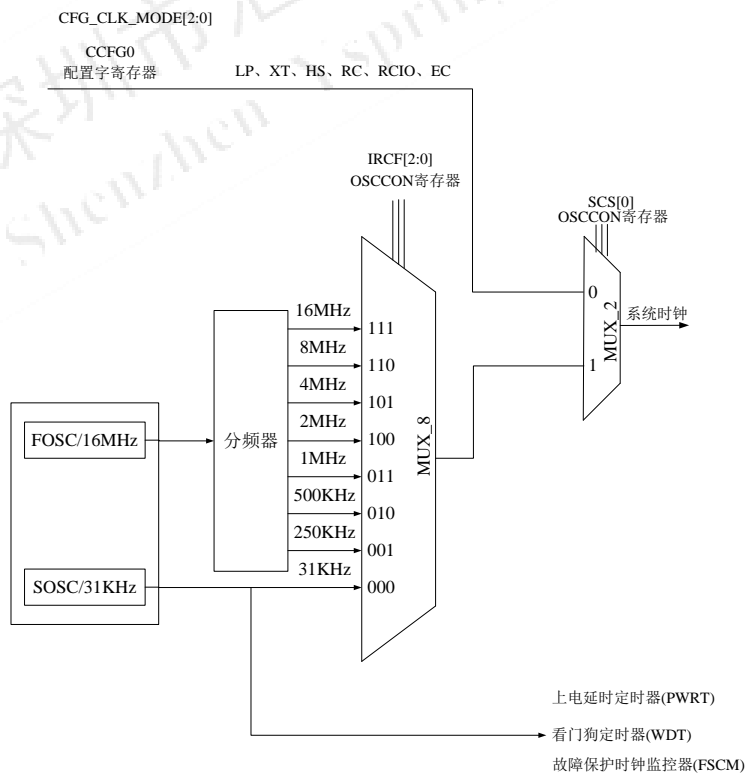 CFG_CLK_MODE[2:0]
CCFG0
配置字寄存器
LP、XT、HS、RC、RCIO、EC
IRCF[2:0]
OSCCON寄存器
SCS[0]
OSCCON寄存器
0
1
MUX_2
系统时钟
16MHz
111
8MHz
110
4MHz
101
2MHz
100
1MHz
011
500KHz
010
250KHz
001
31KHz
000
MUX_8
FOSC/16MHz
分频器
SOSC/31KHz
上电延时定时器(PWRT)
看门狗定时器(WDT)
故障保护时钟监控器(FSCM)
深圳市
Shenzhen Yspring